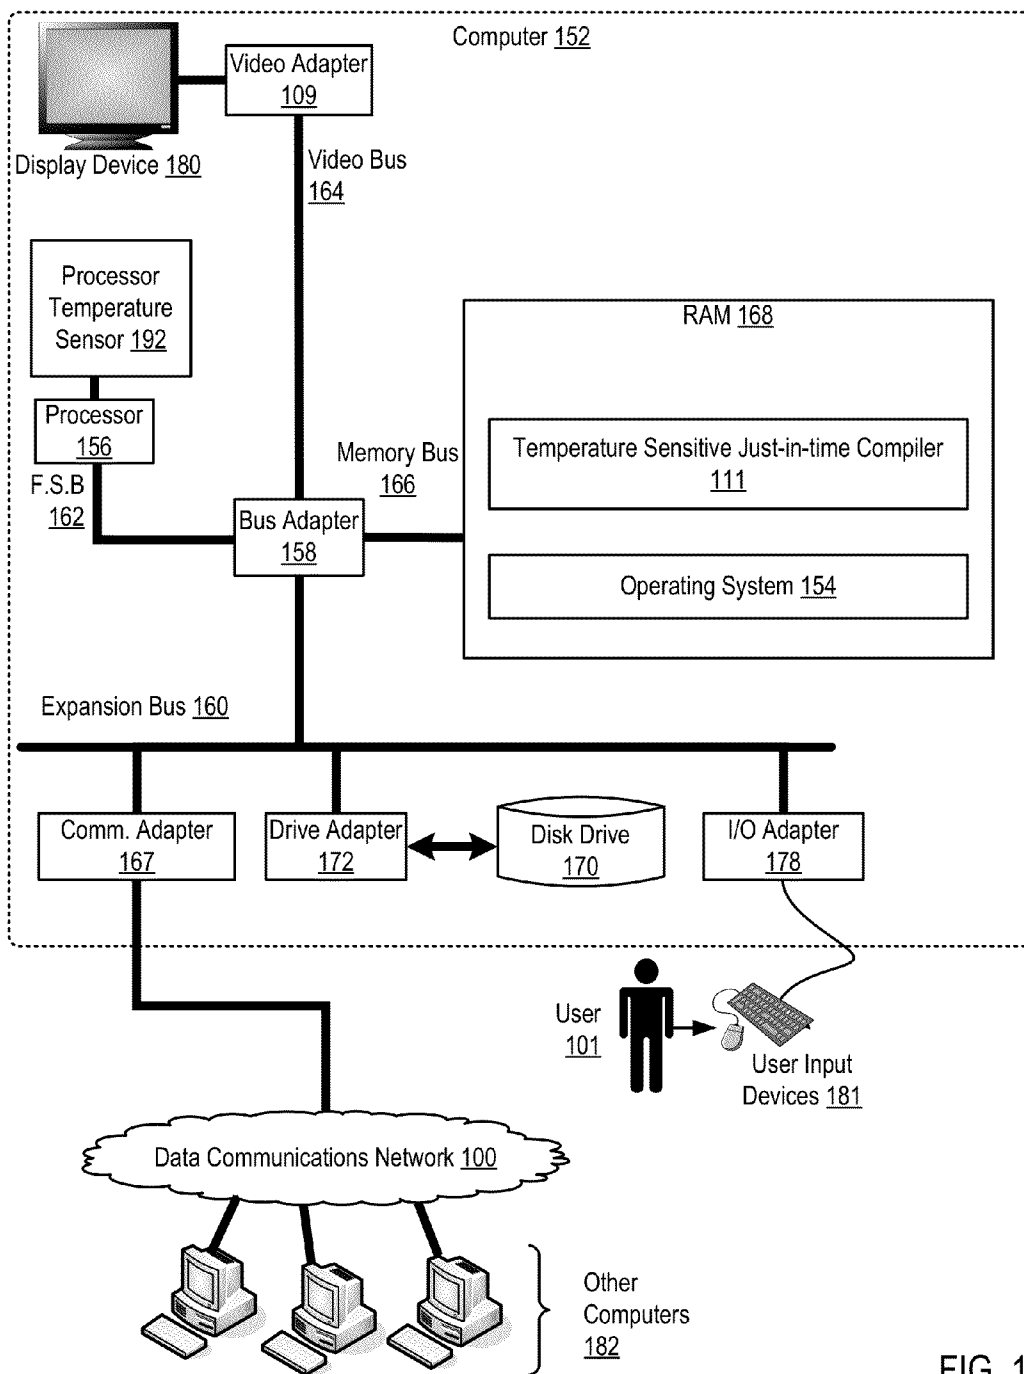 Computer 152
Video Adapter
109
Display Device 180
Video Bus
164
Processor
Temperature
Sensor 192
RAM 168
Processor
156
Temperature Sensitive Just-in-time Compiler
111
Memory Bus
166
F.S.B
162
Bus Adapter
158
Operating System 154
Expansion Bus 160
Comm. Adapter
167
Drive Adapter
172
Disk Drive
170
I/O Adapter
178
User
101
User Input
Devices 181
Data Communications Network 100
Other
Computers
182
FIG. 1